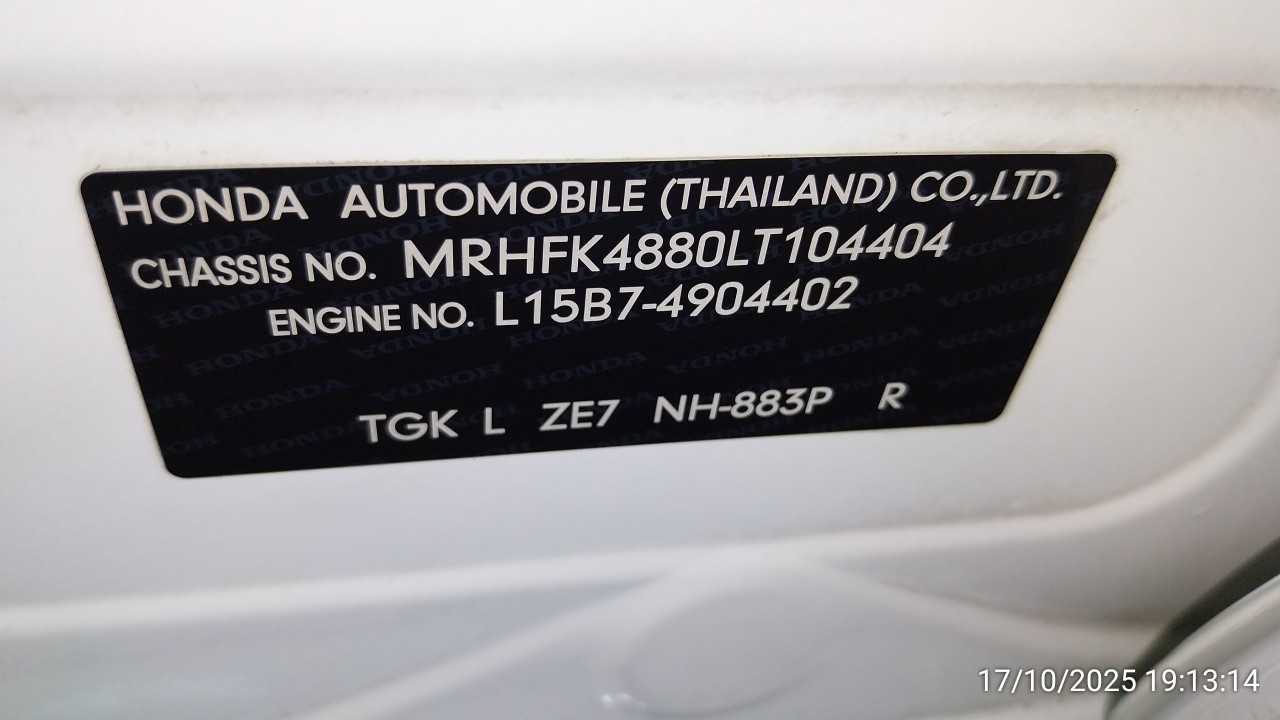 HONDA AUTOMOBILE (THAILAND) CO.,LTD.
CHASSIS NO. MRHFK4880LT104404
ENGINE NO. L15B7-4904402
TGK L ZE7 NH-883P R
17/10/2025 19:13:14